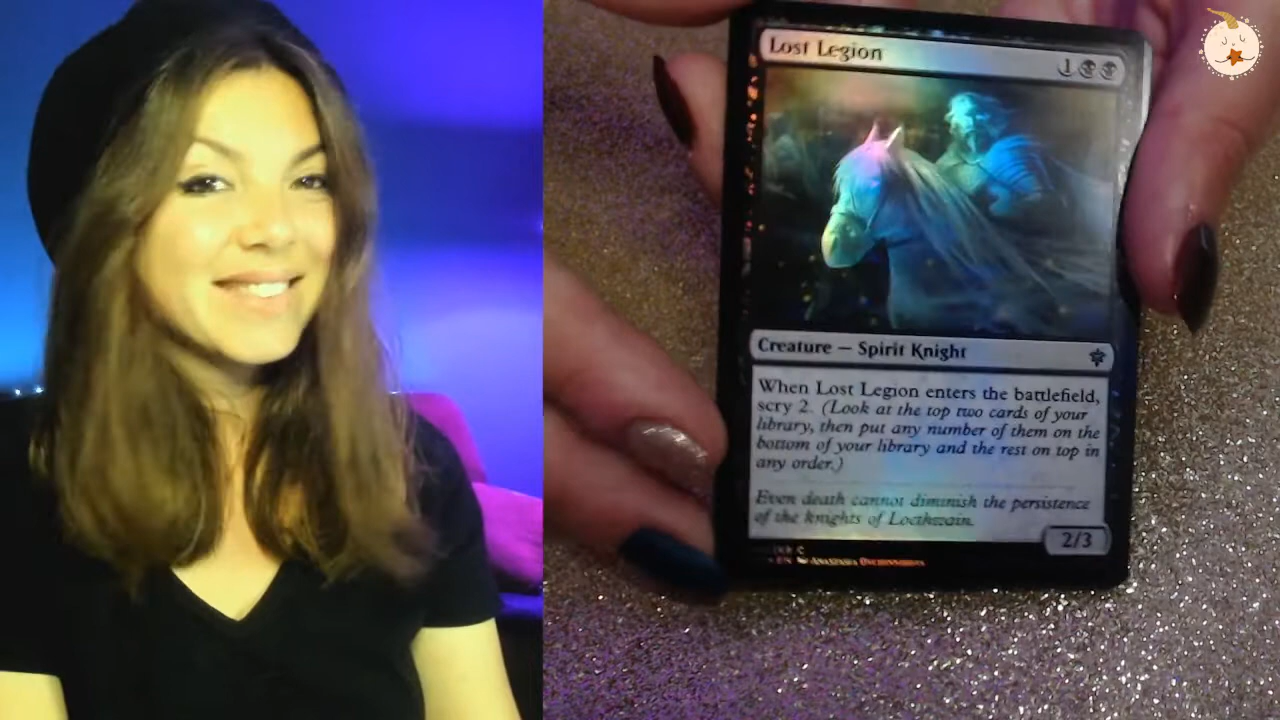 Lost Legion 1
Creature — Spirit Knight
When Lost Legion enters the battlefield,
scry 2. (Look at the top two cards of your
library, then put any number of them on the
bottom of your library and the rest on top in
any order.)
Even death cannot diminish the persistence
of the knights of Locthwain.
2/3